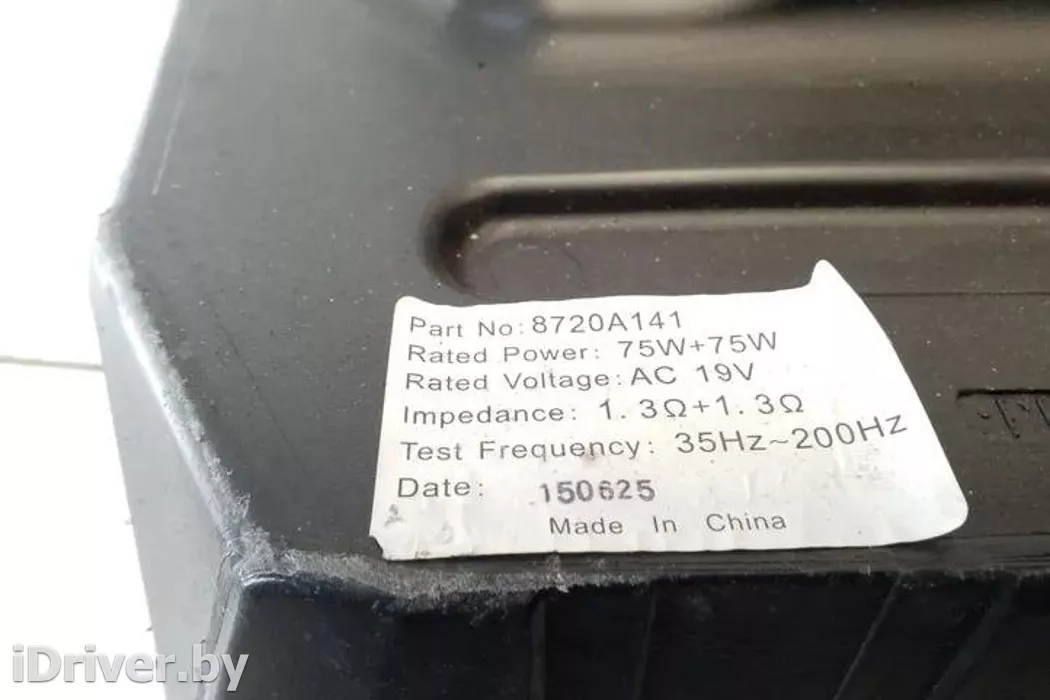 Part No: 8720A141
Rated Power: 75W+75W
Rated Voltage: AC 19V
Impedance: 1.3Ω+1.3Ω
Test Frequency: 35Hz~200Hz
Date: 150625
Made In China
iDriver.by